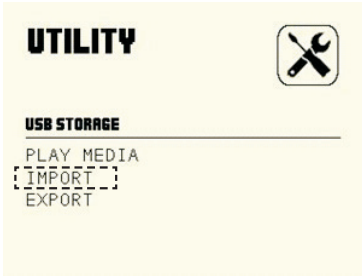 UTILITY
USB STORAGE
PLAY MEDIA
IMPORT
EXPORT